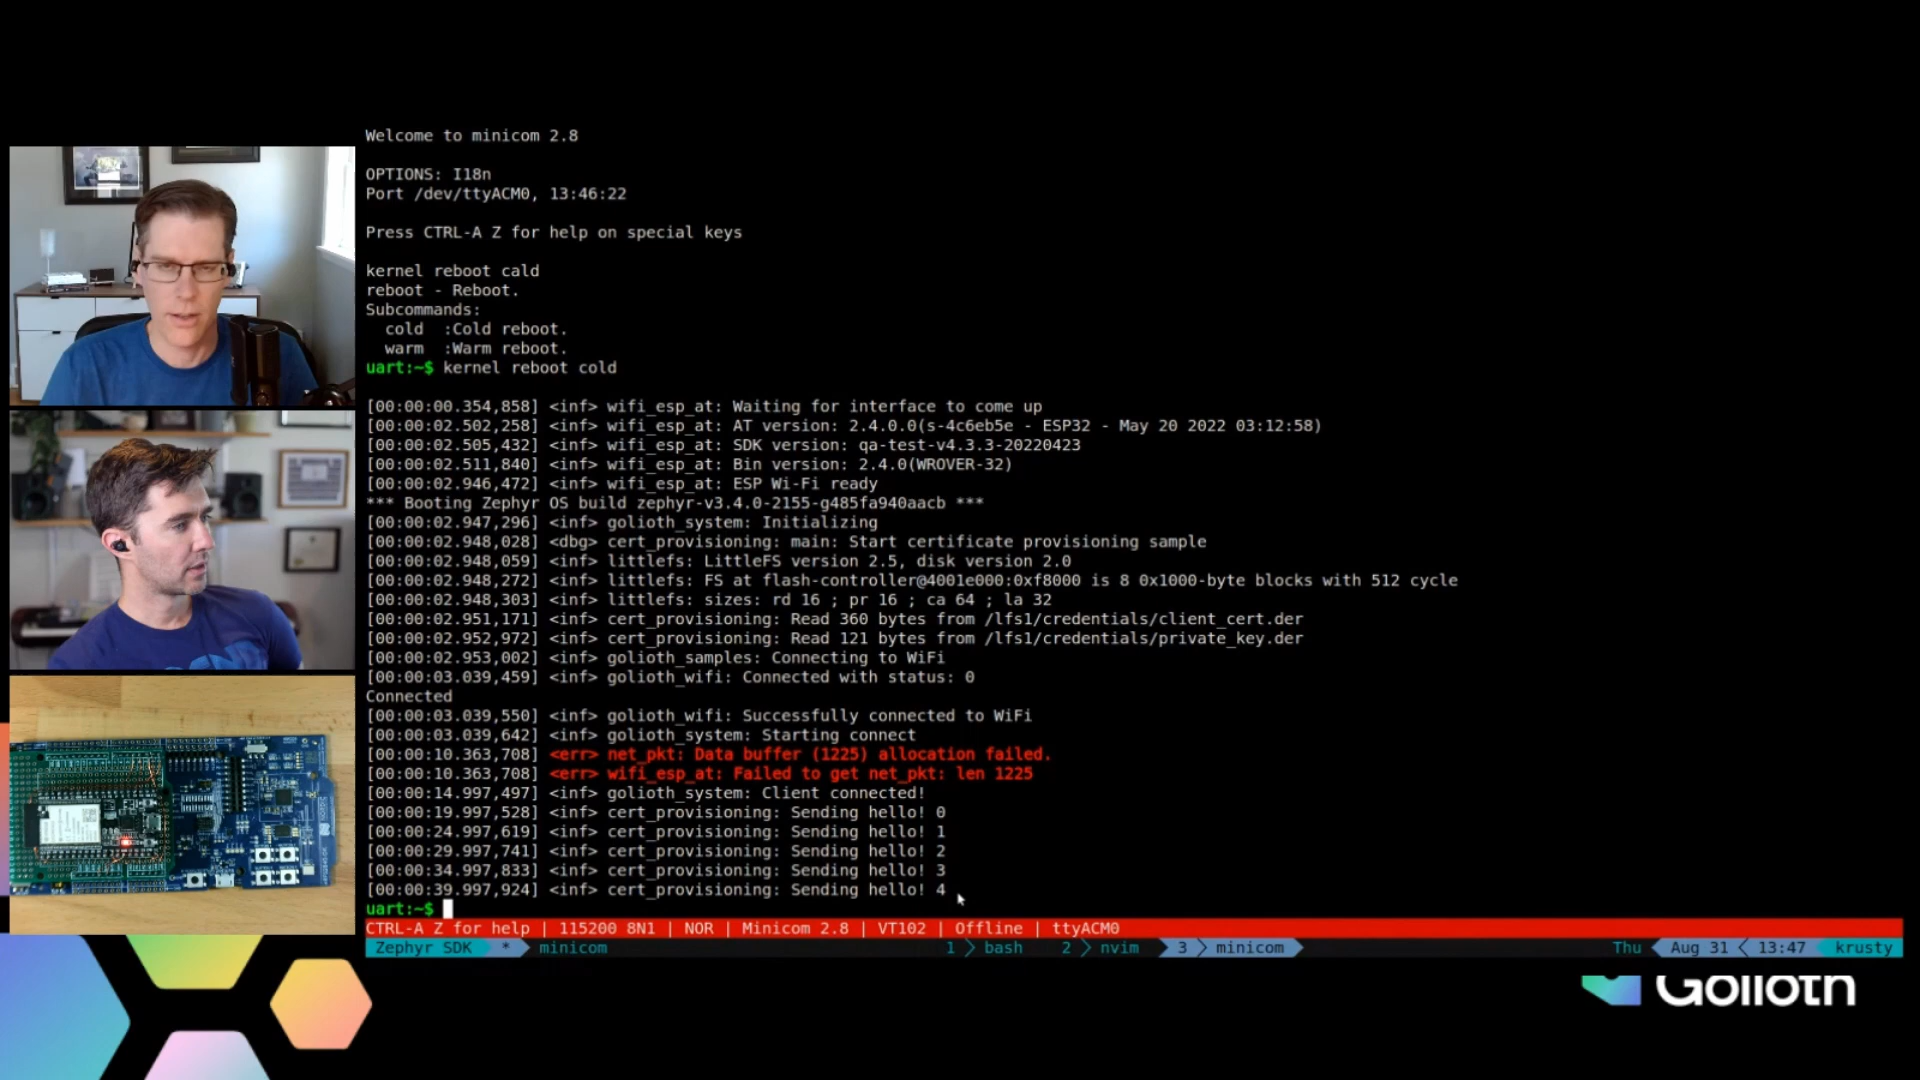 Welcome to minicom 2.8
OPTIONS: I18n
Port /dev/ttyACM0, 13:46:22
Press CTRL-A Z for help on special keys
kernel reboot cald
reboot - Reboot.
Subcommands:
cold :Cold reboot.
warm :Warm reboot.
uart:~$ kernel reboot cold
[00:00:00.354,858] <inf> wifi_esp_at: Waiting for interface to come up
[00:00:02.502,258] <inf> wifi_esp_at: AT version: 2.4.0.0(s-4c6eb5e - ESP32 - May 20 2022 03:12:58)
[00:00:02.505,432] <inf> wifi_esp_at: SDK version: qa-test-v4.3.3-20220423
[00:00:02.511,840] <inf> wifi_esp_at: Bin version: 2.4.0(WROVER-32)
[00:00:02.946,472] <inf> wifi_esp_at: ESP Wi-Fi ready
*** Booting Zephyr OS build zephyr-v3.4.0-2155-g485fa940aacb ***
[00:00:02.947,296] <inf> golioth_system: Initializing
[00:00:02.948,028] <dbg> cert_provisioning: main: Start certificate provisioning sample
[00:00:02.948,059] <inf> littlefs: LittleFS version 2.5, disk version 2.0
[00:00:02.948,272] <inf> littlefs: FS at flash-controller@4001e000:0xf8000 is 8 0x1000-byte blocks with 512 cycle
[00:00:02.948,303] <inf> littlefs: sizes: rd 16 ; pr 16 ; ca 64 ; la 32
[00:00:02.951,171] <inf> cert_provisioning: Read 360 bytes from /lfs1/credentials/client_cert.der
[00:00:02.952,972] <inf> cert_provisioning: Read 121 bytes from /lfs1/credentials/private_key.der
[00:00:02.953,002] <inf> golioth_samples: Connecting to WiFi
[00:00:03.039,459] <inf> golioth_wifi: Connected with status: 0
Connected
[00:00:03.039,550] <inf> golioth_wifi: Successfully connected to WiFi
[00:00:03.039,642] <inf> golioth_system: Starting connect
[00:00:10.363,708] <err> net_pkt: Data buffer (1225) allocation failed.
[00:00:10.363,708] <err> wifi_esp_at: Failed to get net_pkt: len 1225
[00:00:14.997,497] <inf> golioth_system: Client connected!
[00:00:19.997,528] <inf> cert_provisioning: Sending hello! 0
[00:00:24.997,619] <inf> cert_provisioning: Sending hello! 1
[00:00:29.997,741] <inf> cert_provisioning: Sending hello! 2
[00:00:34.997,833] <inf> cert_provisioning: Sending hello! 3
[00:00:39.997,924] <inf> cert_provisioning: Sending hello! 4
uart:~$
CTRL-A Z for help | 115200 8N1 | NOR | Minicom 2.8 | VT102 | Offline | ttyACM0
Zephyr SDK * minicom 1 bash 2 nvim 3 minicom Thu Aug 31 13:47 krusty
Golioth